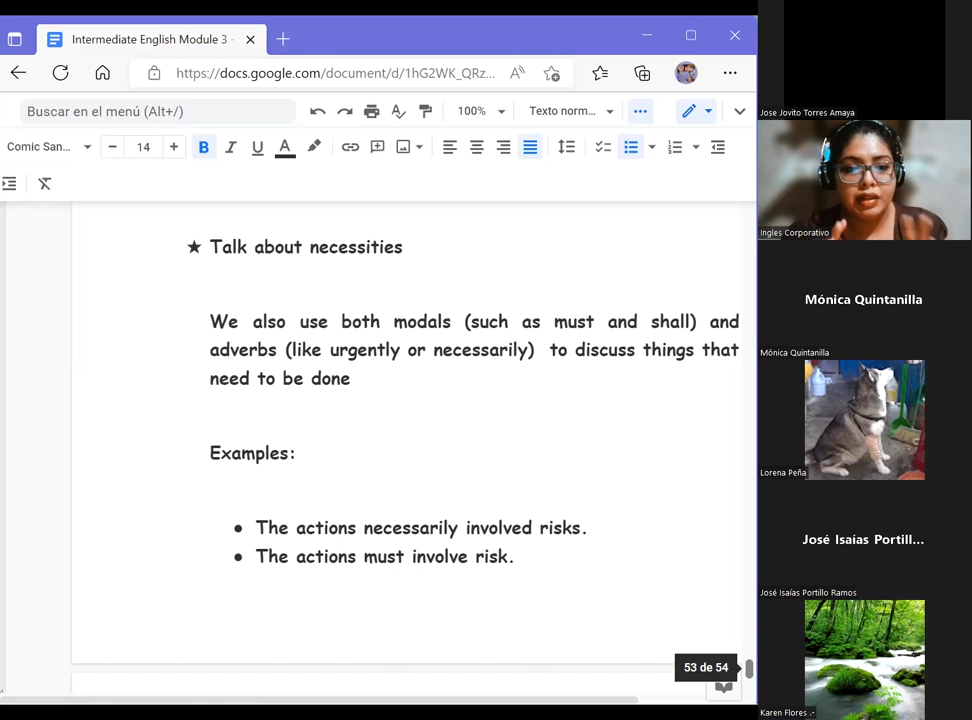 Intermediate English Module 3 -
https://docs.google.com/document/d/1hG2WK_QRz...
Buscar en el menú (Alt+/)
100%
Texto norm...
Comic San...
14
B I U A
★ Talk about necessities
We also use both modals (such as must and shall) and
adverbs (like urgently or necessarily) to discuss things that
need to be done
Examples:
● The actions necessarily involved risks.
● The actions must involve risk.
53 de 54
Jose Jovito Torres Amaya
Ingles Corporativo
Mónica Quintanilla
Mónica Quintanilla
Lorena Peña
José Isaías Portill...
José Isaías Portillo Ramos
Karen Flores .-